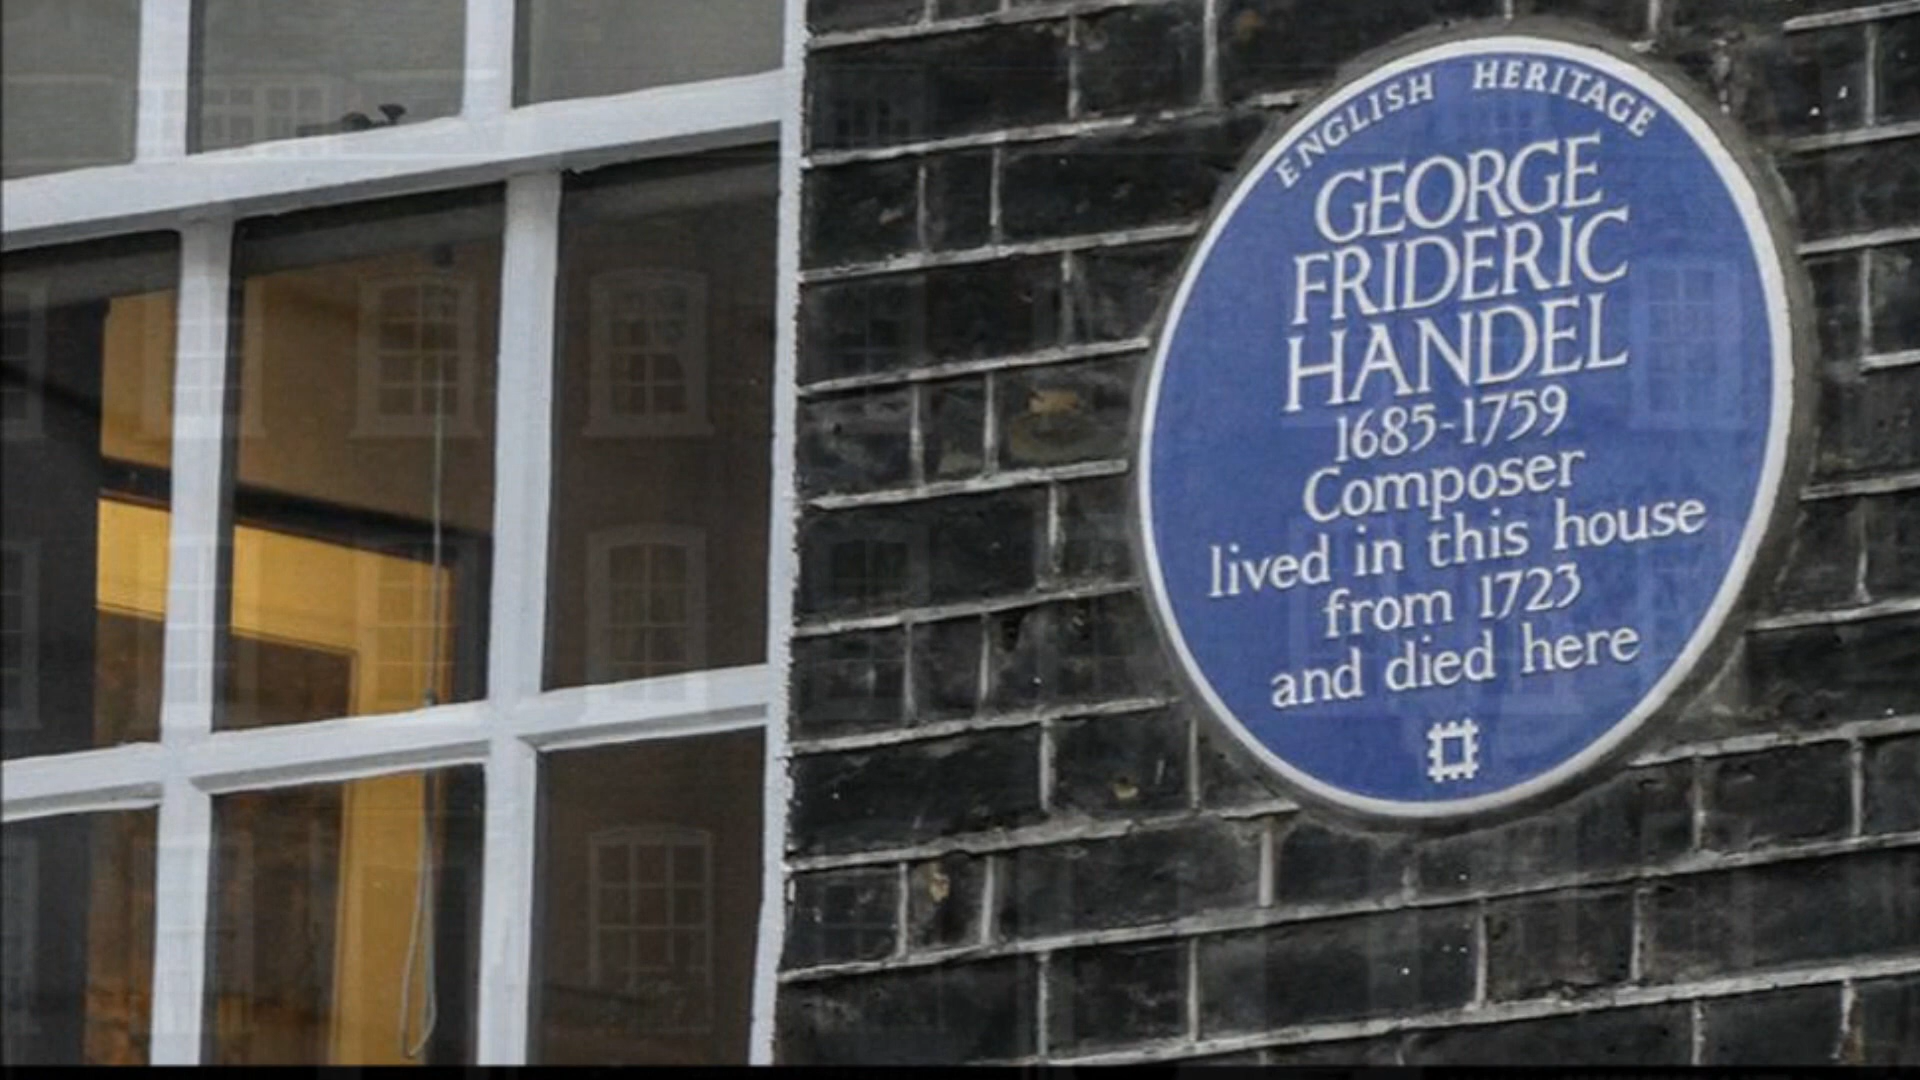 ENGLISH HERITAGE
GEORGE
FRIDERIC
HANDEL
1685-1759
Composer
lived in this house
from 1723
and died here